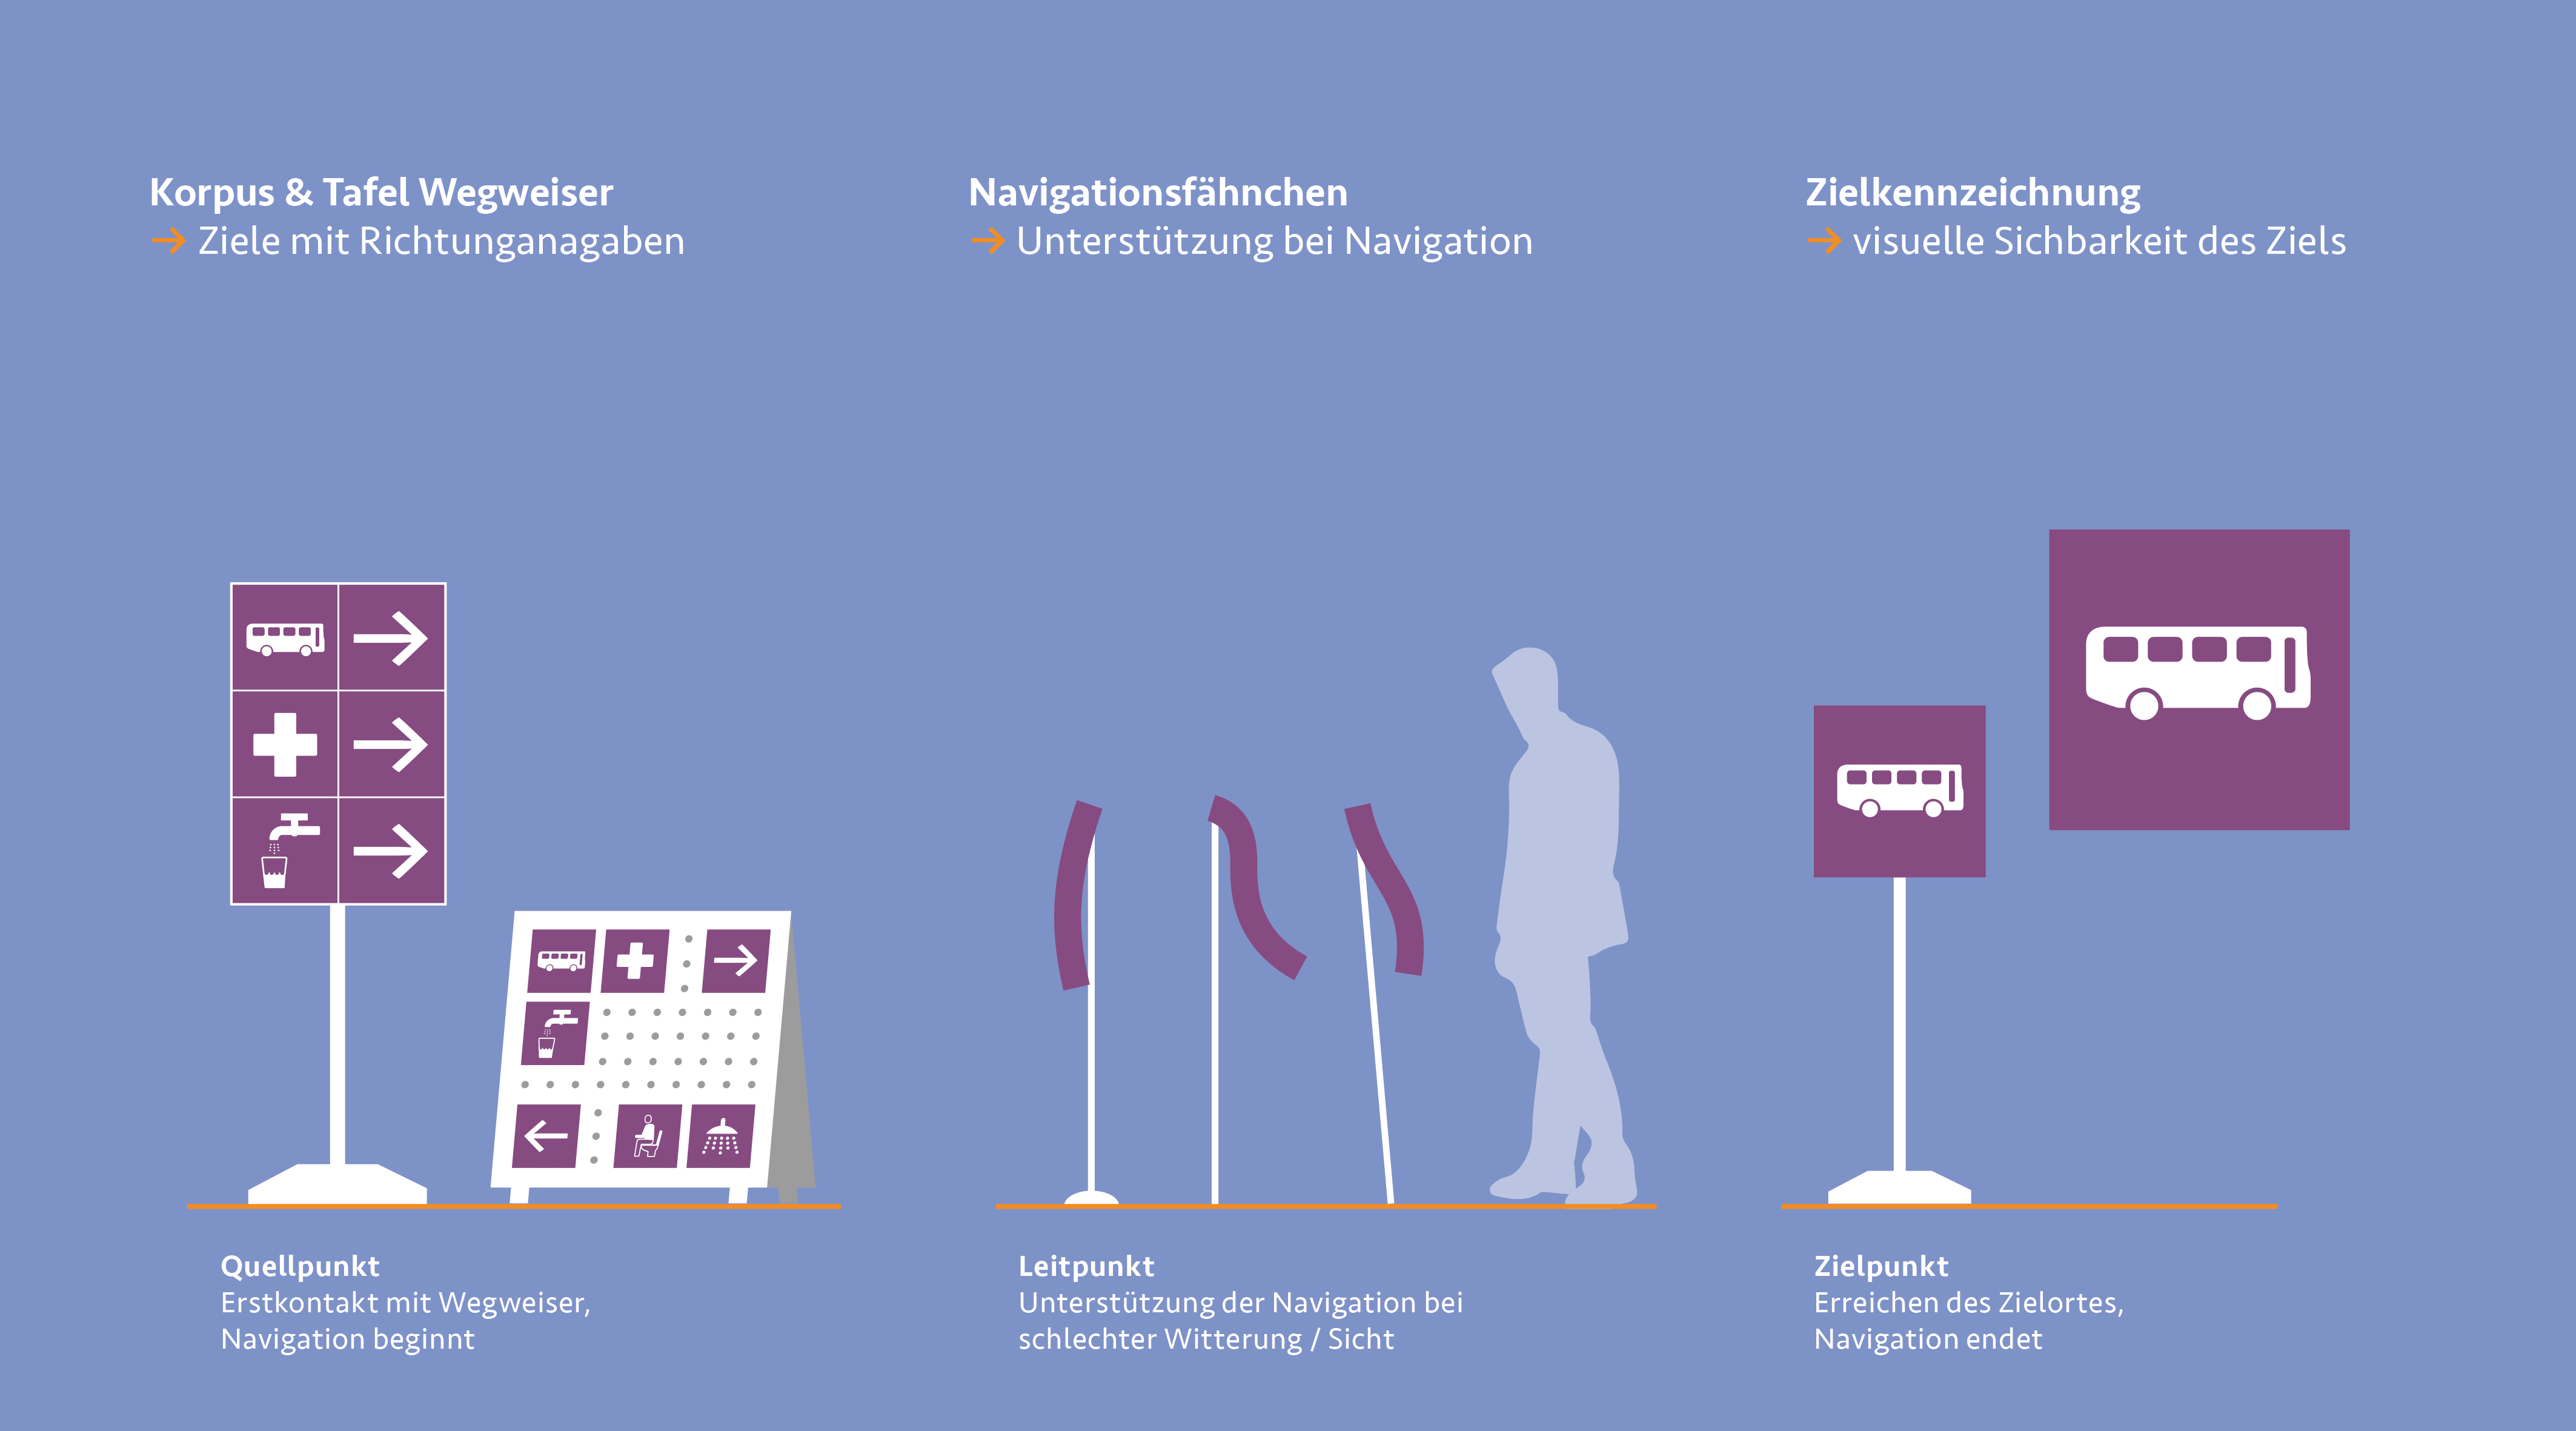 Korpus & Tafel Wegweiser
→ Ziele mit Richtunganagaben
Navigationsfähnchen
→ Unterstützung bei Navigation
Zielkennzeichnung
→ visuelle Sichbarkeit des Ziels
Quellpunkt
Erstkontakt mit Wegweiser,
Navigation beginnt
Leitpunkt
Unterstützung der Navigation bei
schlechter Witterung / Sicht
Zielpunkt
Erreichen des Zielortes,
Navigation endet